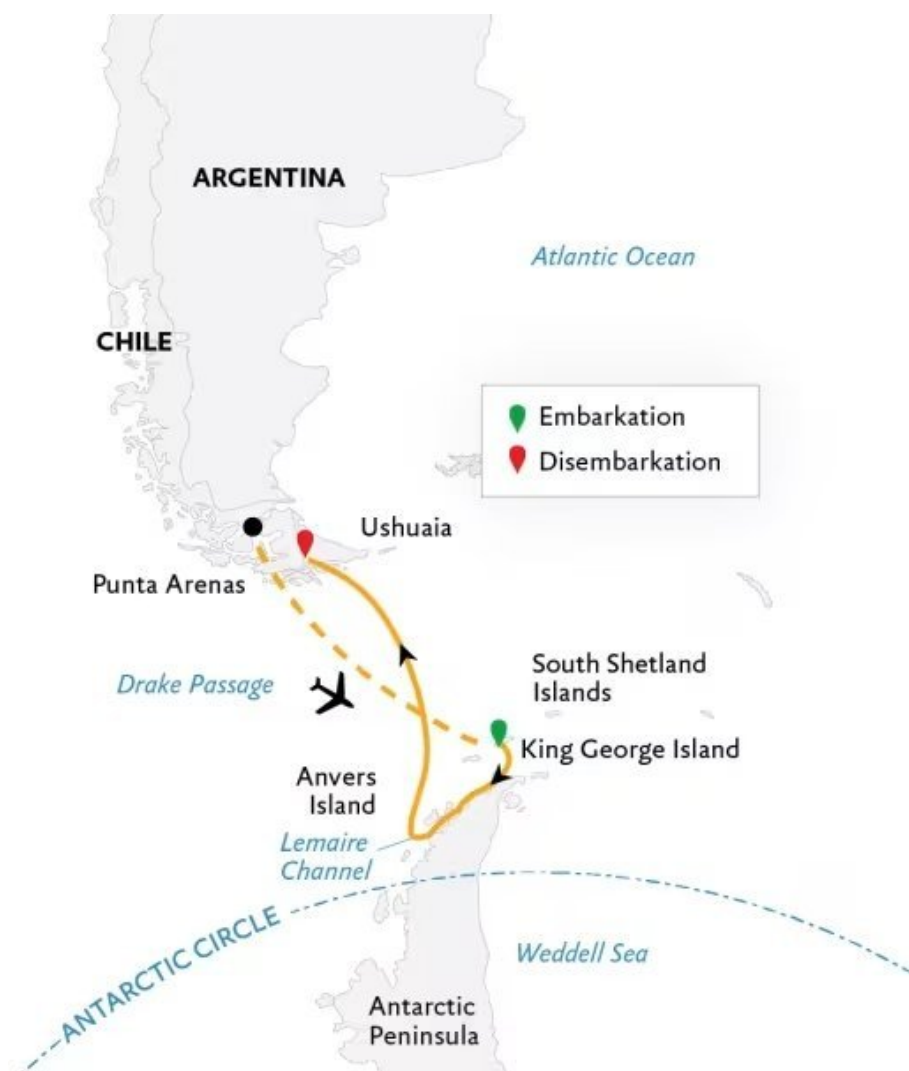 ARGENTINA
Atlantic Ocean
CHILE
Embarkation
Disembarkation
Ushuaia
Punta Arenas
South Shetland
Islands
Drake Passage
King George Island
Anvers
Island
Lemaire
Channel
ANTARCTIC CIRCLE
Weddell Sea
Antarctic
Peninsula